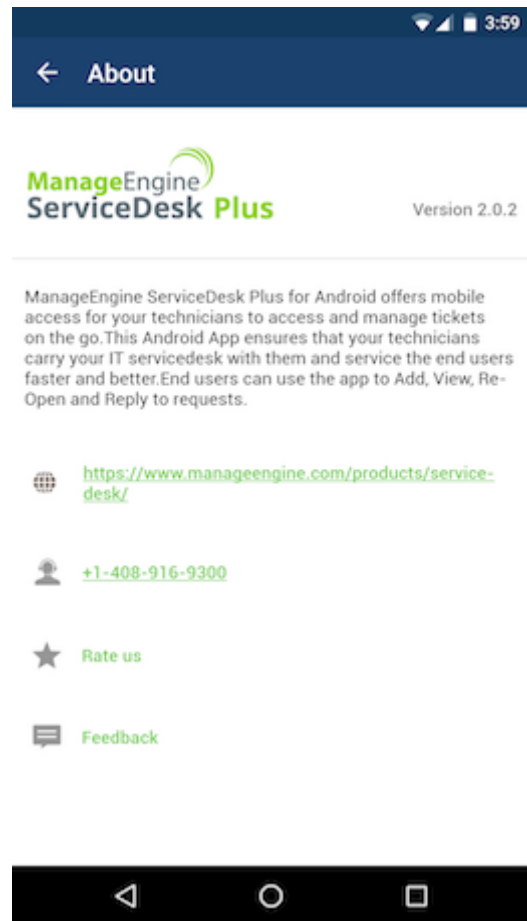 3:59
About
ManageEngine
ServiceDesk Plus
Version 2.0.2
ManageEngine ServiceDesk Plus for Android offers mobile
access for your technicians to access and manage tickets
on the go.This Android App ensures that your technicians
carry your IT servicedesk with them and service the end users
faster and better.End users can use the app to Add, View, Re-
Open and Reply to requests.
https://www.manageengine.com/products/service-
desk/
+1-408-916-9300
Rate us
Feedback